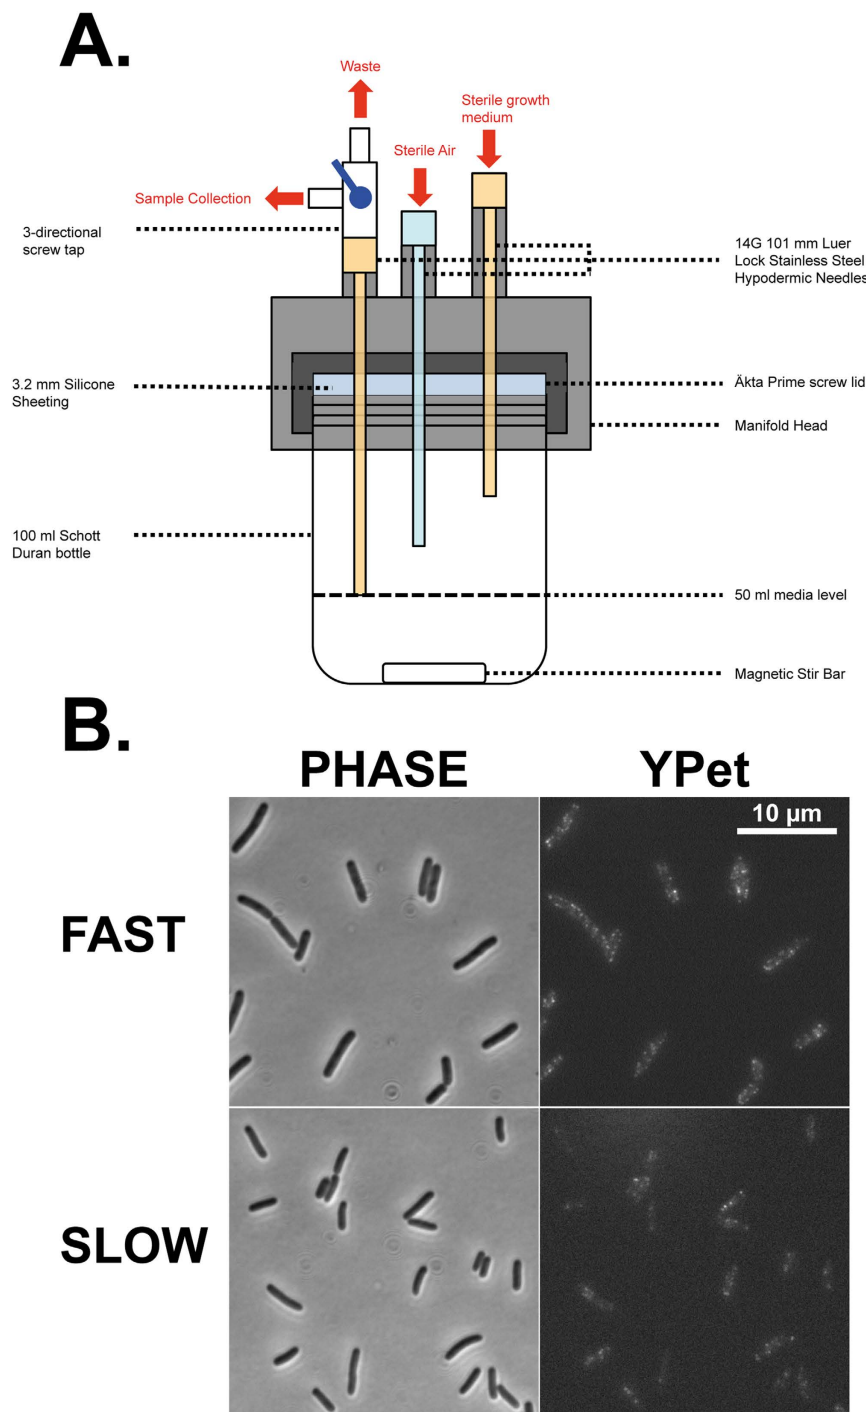 A.
Waste
Sterile growth
medium
Sterile Air
Sample Collection
3-directional
screw tap
14G 101 mm Luer
Lock Stainless Steel
Hypodermic Needles
3.2 mm Silicone
Sheeting
Äkta Prime screw lid
Manifold Head
100 ml Schott
Duran bottle
50 ml media level
Magnetic Stir Bar
B.
PHASE
YPet
10 µm
FAST
SLOW